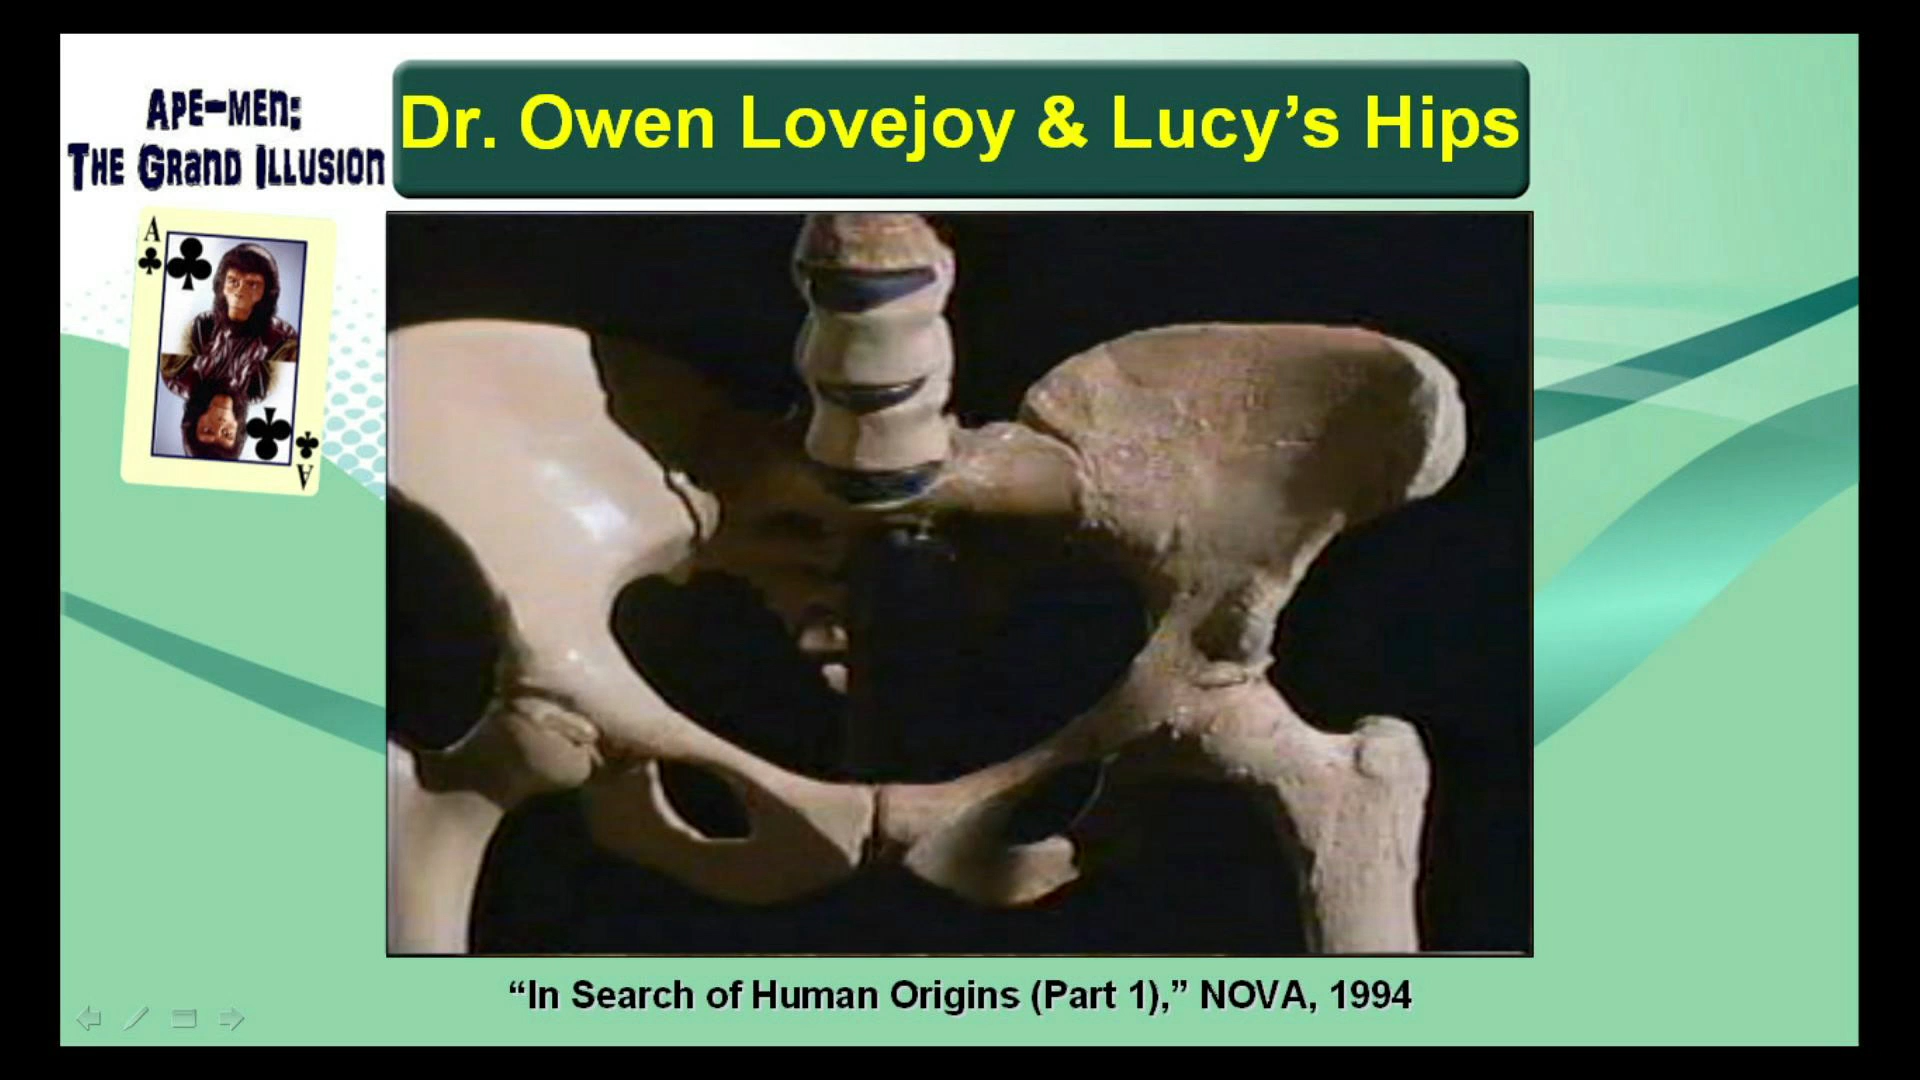 APE-MEN:
THE GRAND ILLUSION
Dr. Owen Lovejoy & Lucy’s Hips
A
A
“In Search of Human Origins (Part 1),” NOVA, 1994